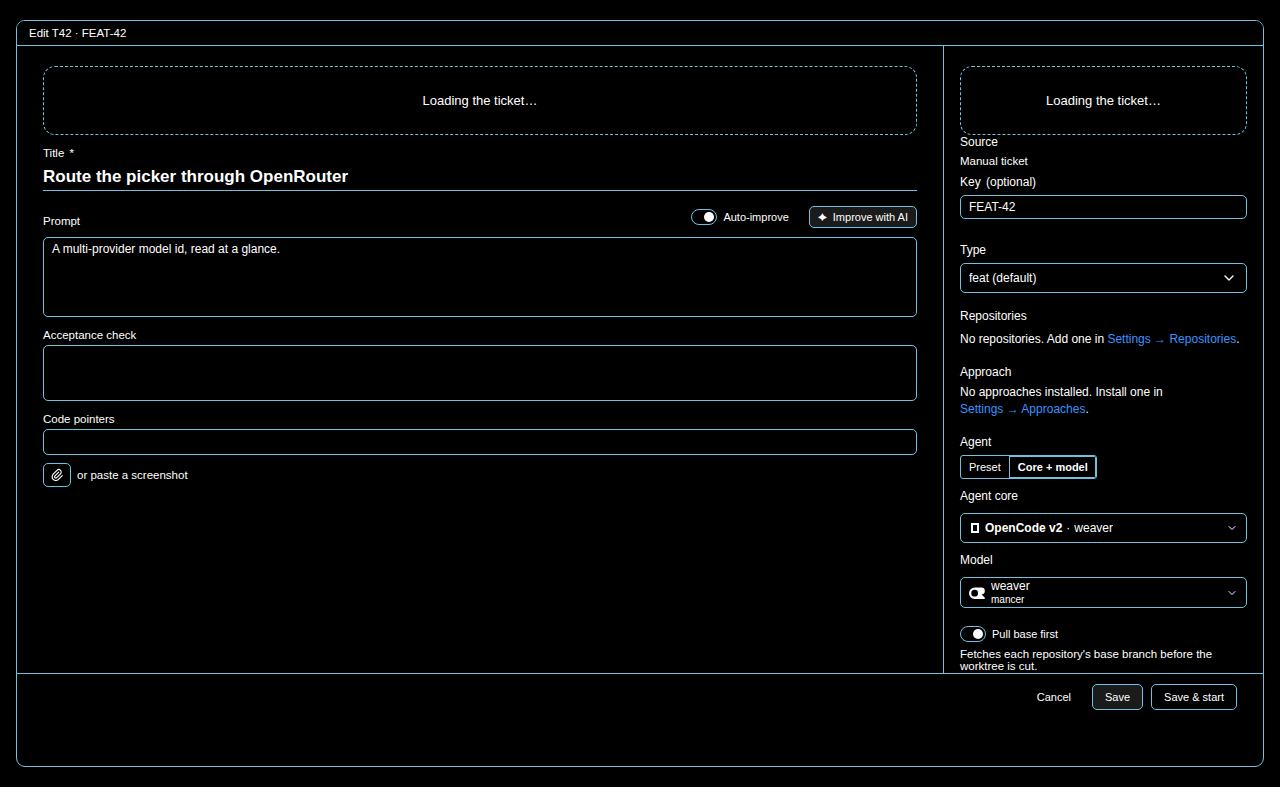 Edit T42 · FEAT-42
Loading the ticket…
Title *
Route the picker through OpenRouter
Prompt
Auto-improve
Improve with AI
A multi-provider model id, read at a glance.
Acceptance check
Code pointers
or paste a screenshot
Loading the ticket…
Source
Manual ticket
Key (optional)
FEAT-42
Type
feat (default)
Repositories
No repositories. Add one in Settings → Repositories.
Approach
No approaches installed. Install one in
Settings → Approaches.
Agent
Preset
Core + model
Agent core
OpenCode v2 · weaver
Model
weaver
mancer
Pull base first
Fetches each repository's base branch before the
worktree is cut.
Cancel
Save
Save & start